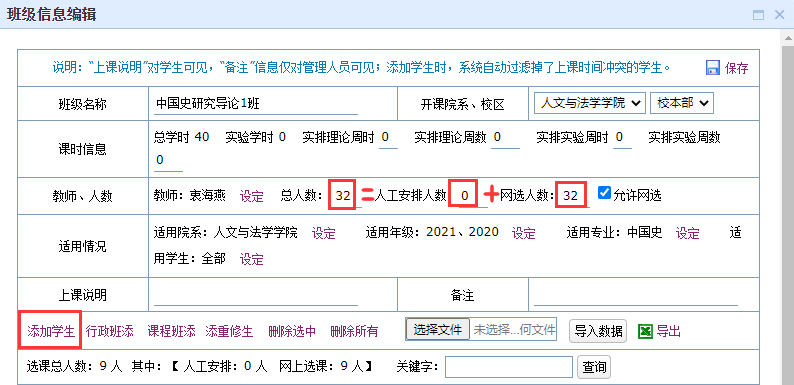 班级信息编辑
说明：“上课说明”对学生可见，“备注”信息仅对管理人员可见；添加学生时，系统自动过滤掉了上课时间冲突的学生。 保存
班级名称 中国史研究导论1班 开课院系、校区 人文与法学学院 校本部
课时信息 总学时 40 实验学时 0 实排理论周时 0 实排理论周数 0 实排实验周时 0 实排实验周数
0
教师、人数 教师：衷海燕 设定 总人数：32 = 人工安排人数 0 + 网选人数：32 允许网选
适用情况 适用院系：人文与法学学院 设定 适用年级：2021、2020 设定 适用专业：中国史 设定 适
用学生：全部 设定
上课说明 备注
添加学生 行政班添 课程班添 添重修生 删除选中 删除所有 选择文件 未选择...何文件 导入数据 导出
选课总人数：9 人 其中：【 人工安排：0 人 网上选课：9 人】 关键字： 查询